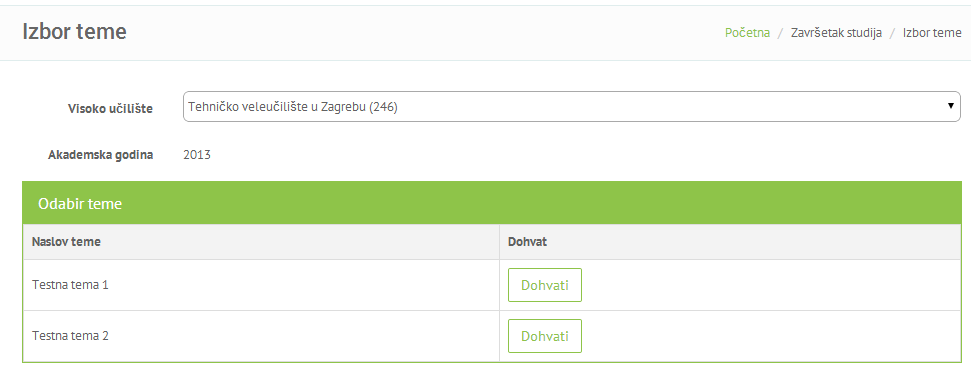 Izbor teme
Početna / Završetak studija / Izbor teme
Visoko učilište Tehničko veleučilište u Zagrebu (246)
Akademska godina 2013
Odabir teme
Naslov teme Dohvat
Testna tema 1 Dohvati
Testna tema 2 Dohvati